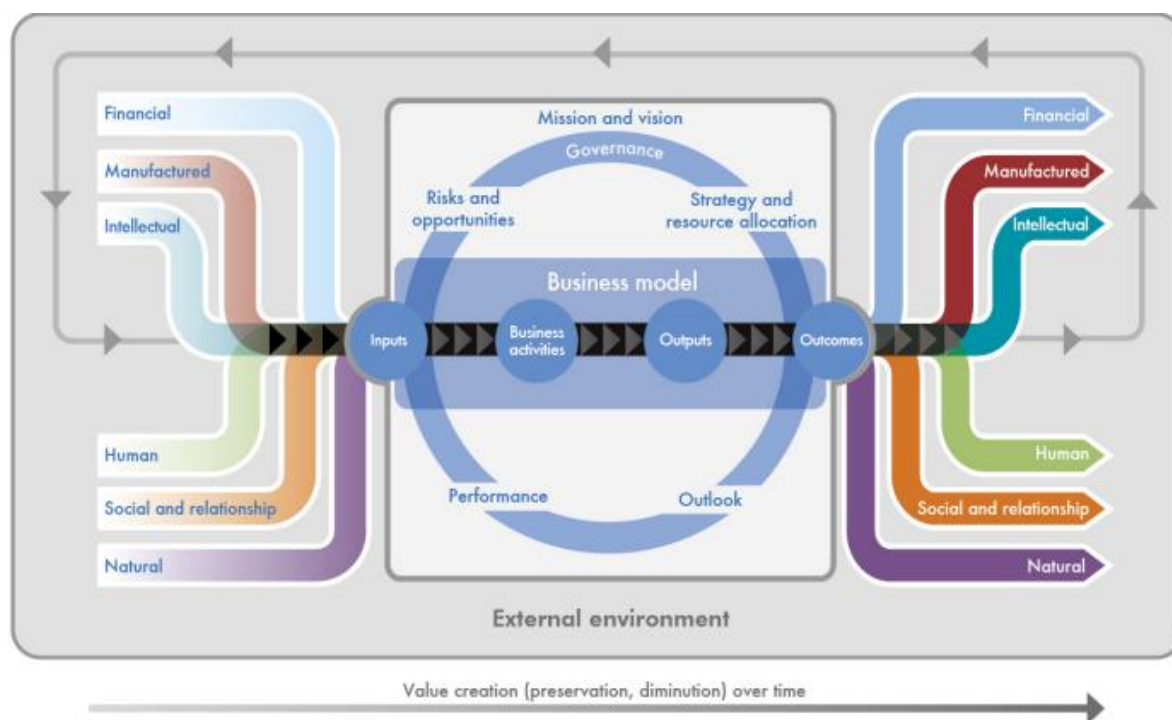 Financial
Manufactured
Intellectual
Human
Social and relationship
Natural
Mission and vision
Governance
Risks and
opportunities
Strategy and
resource allocation
Business model
Inputs
Business
activities
Outputs
Outcomes
Performance
Outlook
Financial
Manufactured
Intellectual
Human
Social and relationship
Natural
External environment
Value creation (preservation, diminution) over time